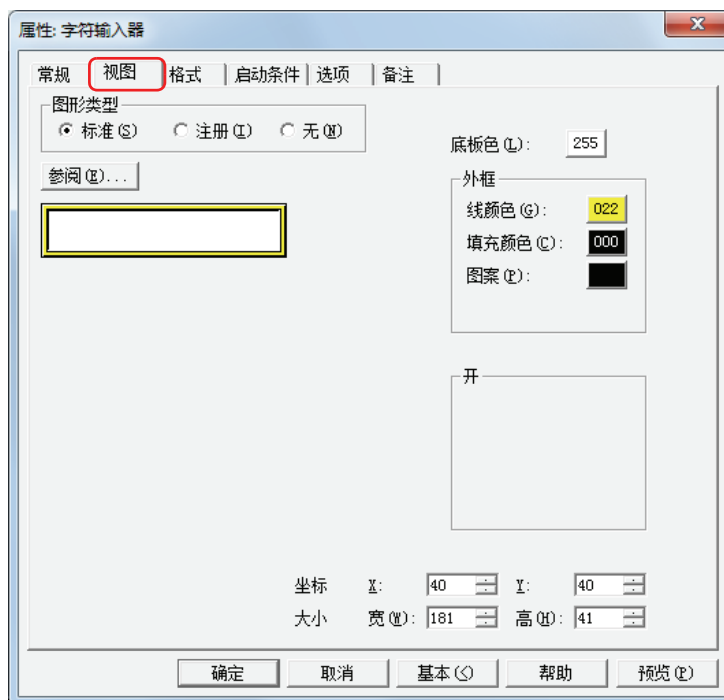 属性: 字符输入器
常规 视图 格式 启动条件 选项 备注
图形类型
标准(S) 注册(I) 无(N)
底板色(L): 255
参阅(E)...
外框
线颜色(G): 022
填充颜色(C): 000
图案(P):
开
坐标 X: 40 Y: 40
大小 宽(W): 181 高(H): 41
确定 取消 基本(<) 帮助 预览(P)